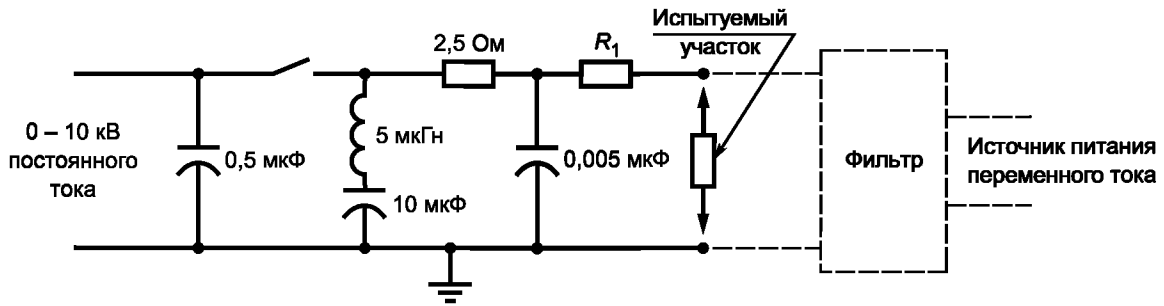 Испытуемый
участок
2,5 Ом
R1
0 – 10 кВ
постоянного
тока
0,5 мкФ
5 мкГн
10 мкФ
0,005 мкФ
Фильтр
Источник питания
переменного тока